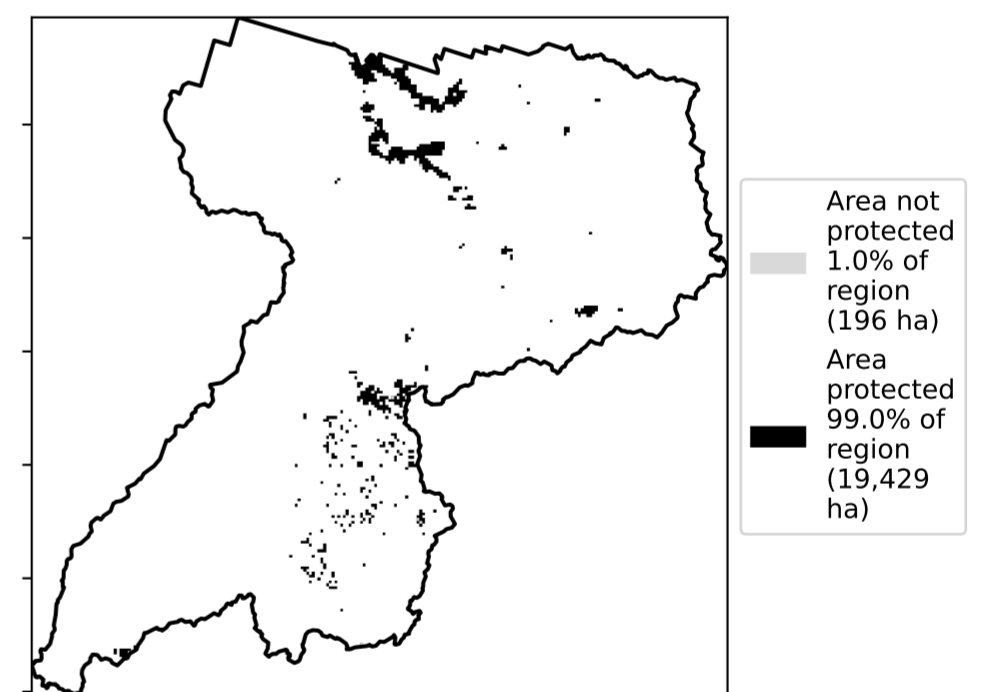 Area not
protected
1.0% of
region
(196 ha)
Area
protected
99.0% of
region
(19,429
ha)